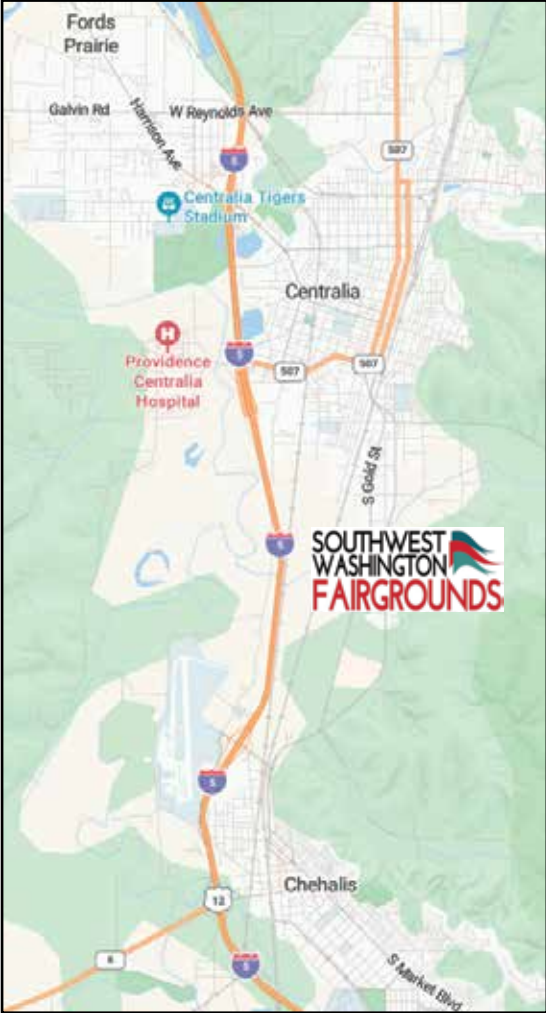 Fords
Prairie
Galvin Rd
Harrison Ave
W Reynolds Ave
5
507
Centralia Tigers
Stadium
Centralia
H
Providence
Centralia
Hospital
5
507
507
S Gold St
5
SOUTHWEST
WASHINGTON
FAIRGROUNDS
5
Chehalis
12
6
5
S Market Blvd